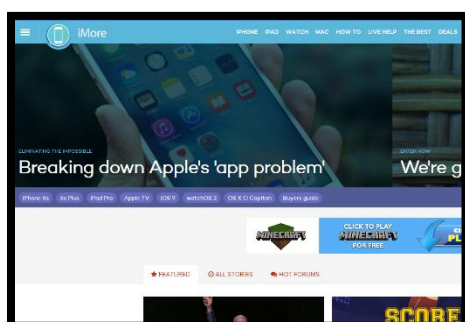 iMore
IPHONE IPAD WATCH MAC HOW TO LIVE HELP THE BEST DEALS
ELIMINATING THE IMPOSSIBLE
Breaking down Apple's 'app problem'
ENTER NOW
We're g
iPhone 6s 6s Plus iPad Pro Apple TV iOS 9 watchOS 2 OS X El Capitan Buyers guide
MINECRAFT
CLICK TO PLAY
MINECRAFT
FOR FREE
PL
FEATURED ALL STORIES HOT FORUMS
SCORE